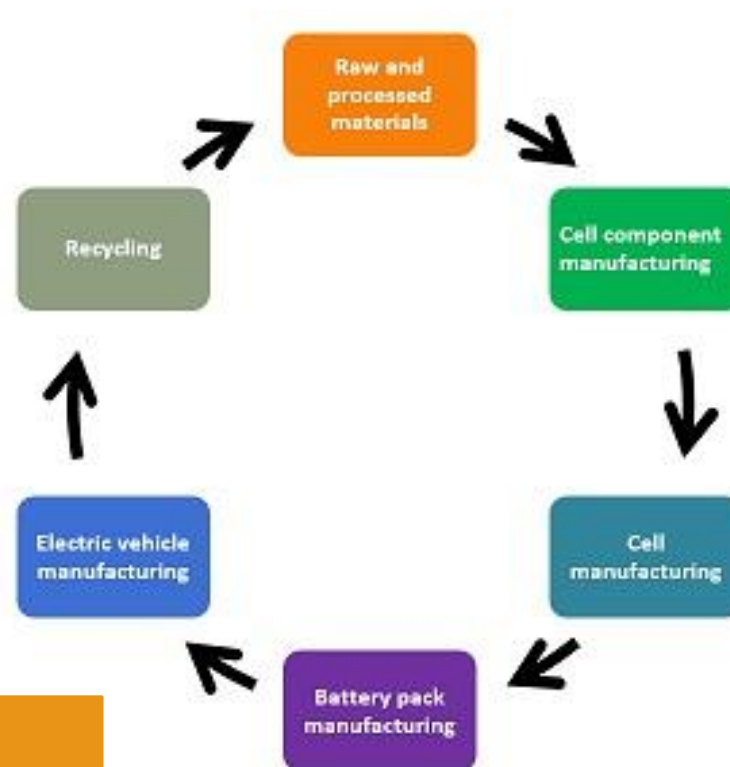 Raw and
processed
materials
Cell component
manufacturing
Cell
manufacturing
Battery pack
manufacturing
Electric vehicle
manufacturing
Recycling